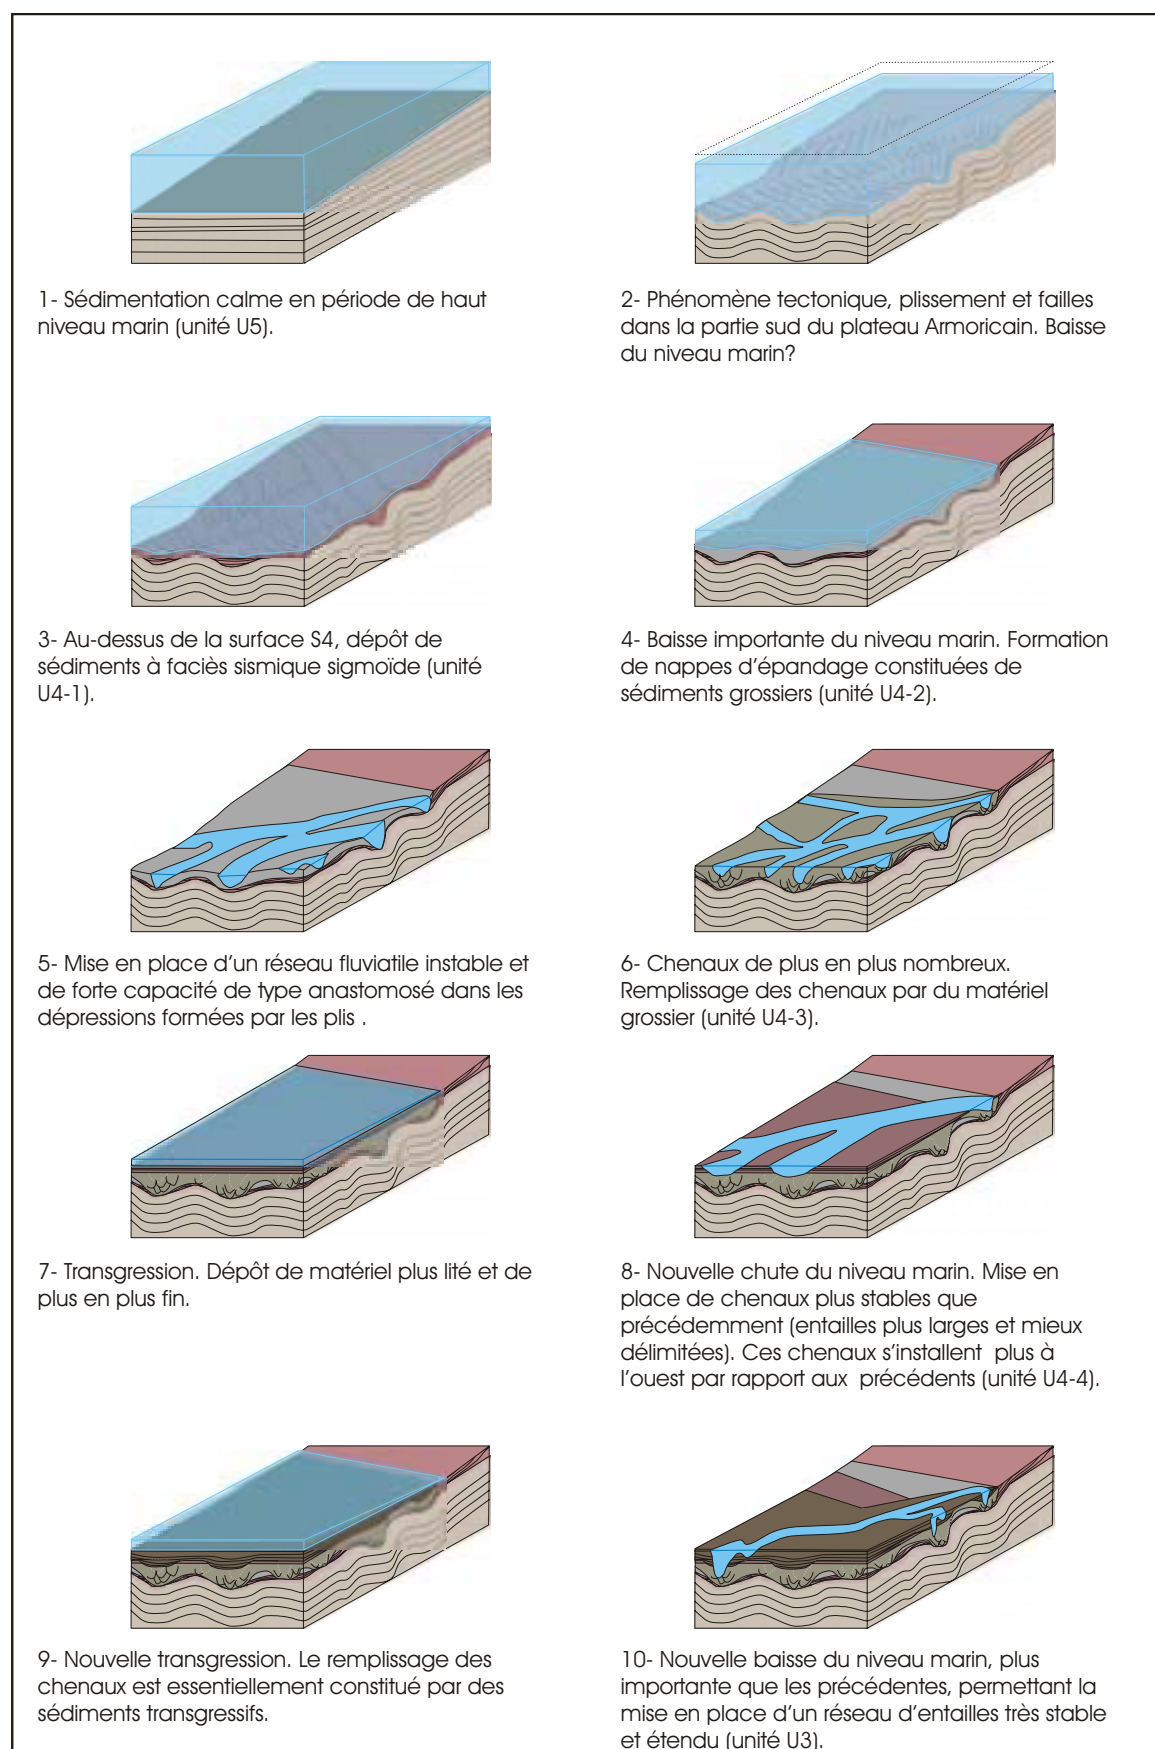 1- Sédimentation calme en période de haut
niveau marin (unité U5).
2- Phénomène tectonique, plissement et failles
dans la partie sud du plateau Armoricain. Baisse
du niveau marin?
3- Au-dessus de la surface S4, dépôt de
sédiments à faciès sismique sigmoïde (unité
U4-1).
4- Baisse importante du niveau marin. Formation
de nappes d'épandage constituées de
sédiments grossiers (unité U4-2).
5- Mise en place d'un réseau fluviatile instable et
de forte capacité de type anastomosé dans les
dépressions formées par les plis .
6- Chenaux de plus en plus nombreux.
Remplissage des chenaux par du matériel
grossier (unité U4-3).
7- Transgression. Dépôt de matériel plus lité et de
plus en plus fin.
8- Nouvelle chute du niveau marin. Mise en
place de chenaux plus stables que
précédemment (entailles plus larges et mieux
délimitées). Ces chenaux s'installent  plus à
l'ouest par rapport aux  précédents (unité U4-4).
9- Nouvelle transgression. Le remplissage des
chenaux est essentiellement constitué par des
sédiments transgressifs.
10- Nouvelle baisse du niveau marin, plus
importante que les précédentes, permettant la
mise en place d'un réseau d'entailles très stable
et étendu (unité U3).